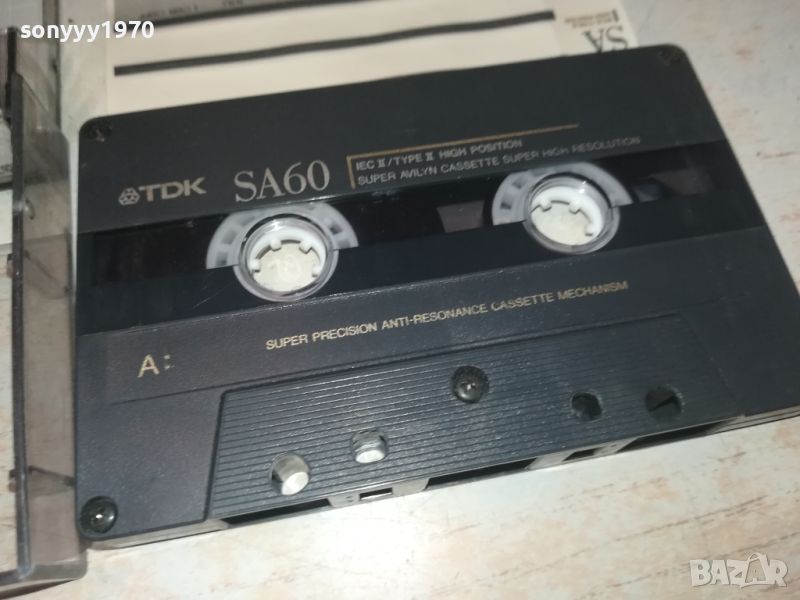 sonyyy1970
SA
TDK SA60
IEC II/TYPE II HIGH POSITION
SUPER AVILYN CASSETTE SUPER HIGH RESOLUTION
SUPER PRECISION ANTI-RESONANCE CASSETTE MECHANISM
A:
BAZAR